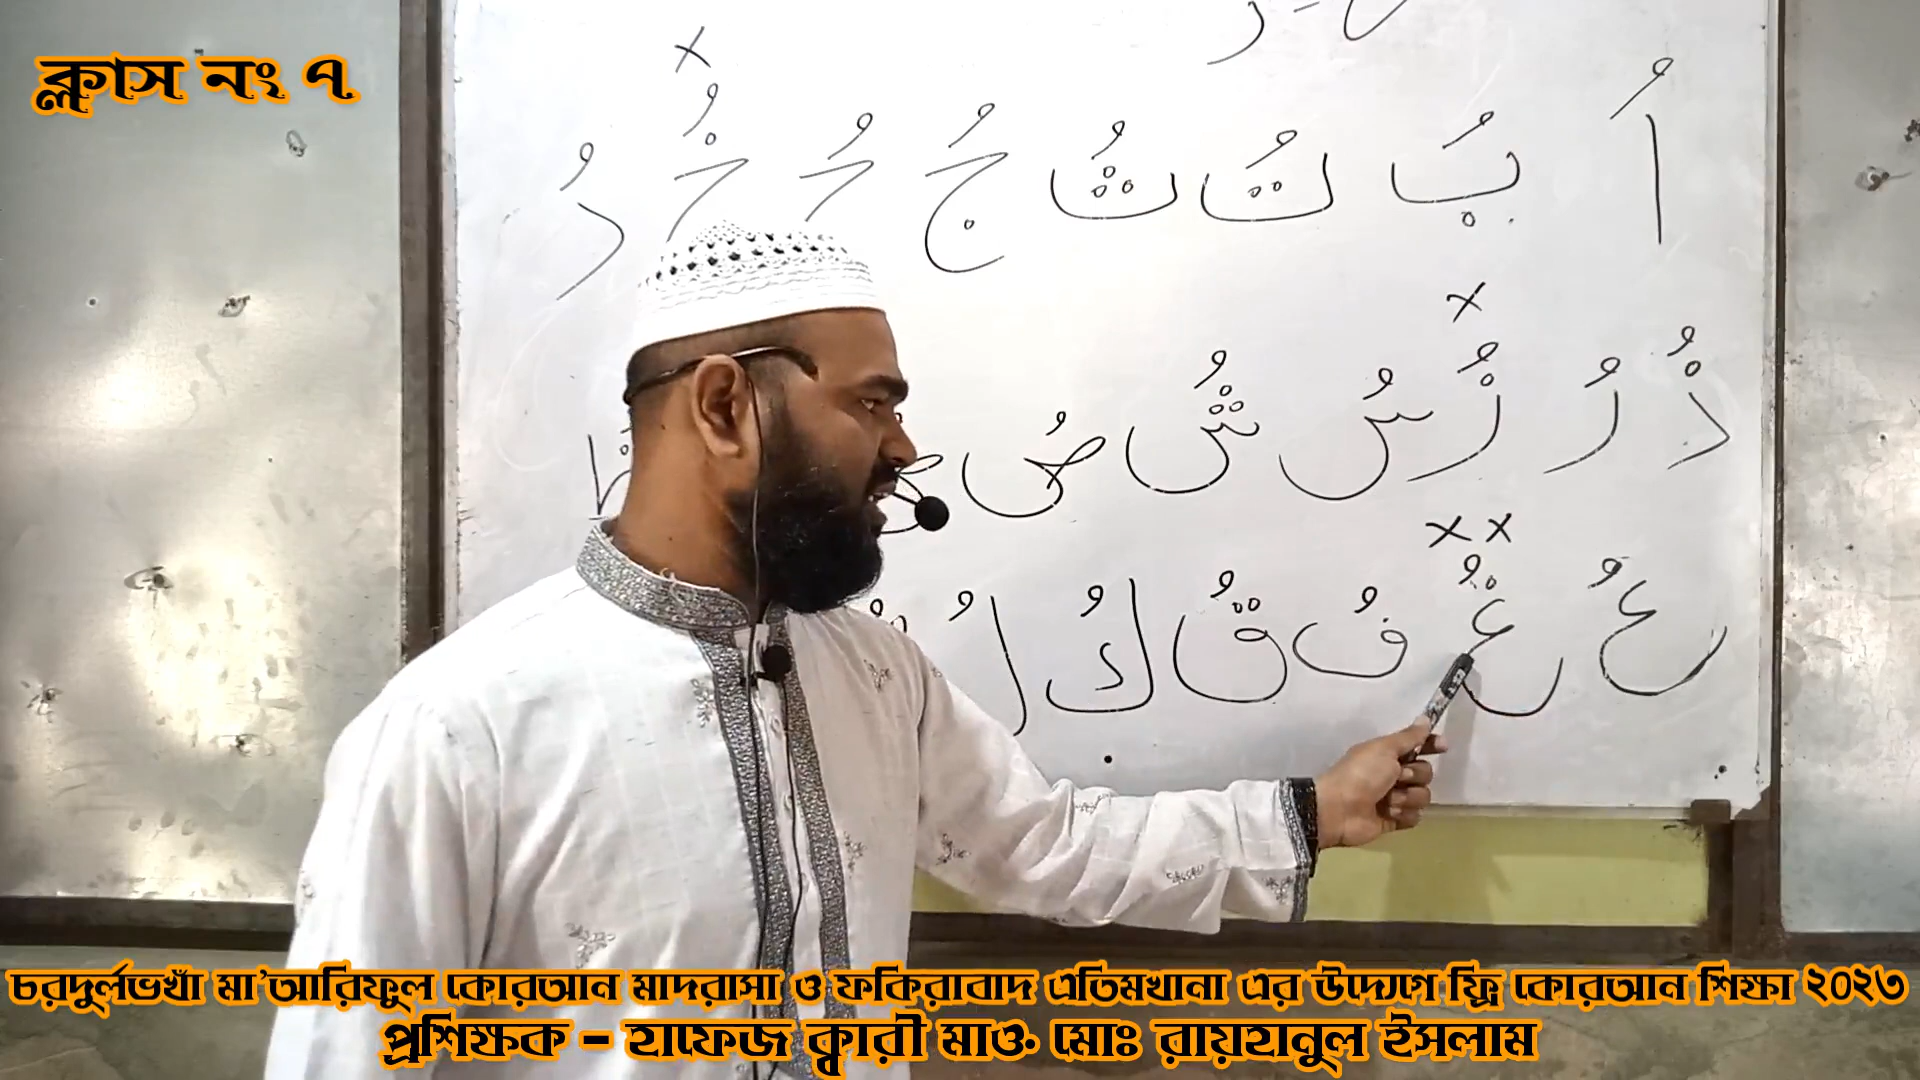 ক্লাস নং ৭
أُ بُ تُ ثُ جُ حُ خُ دُ
ذُ رُ زُ سُ شُ صُ
عُ غُ فُ قُ كُ لُ
চরদুর্লভখাঁ মা'আরিফুল কোরআন মাদরাসা ও ফকিরাবাদ এতিমখানা এর উদ্যেগে ফ্রি কোরআন শিক্ষা ২০২৩
প্রশিক্ষক - হাফেজ ক্বারী মাওঃ মোঃ রায়হানুল ইসলাম